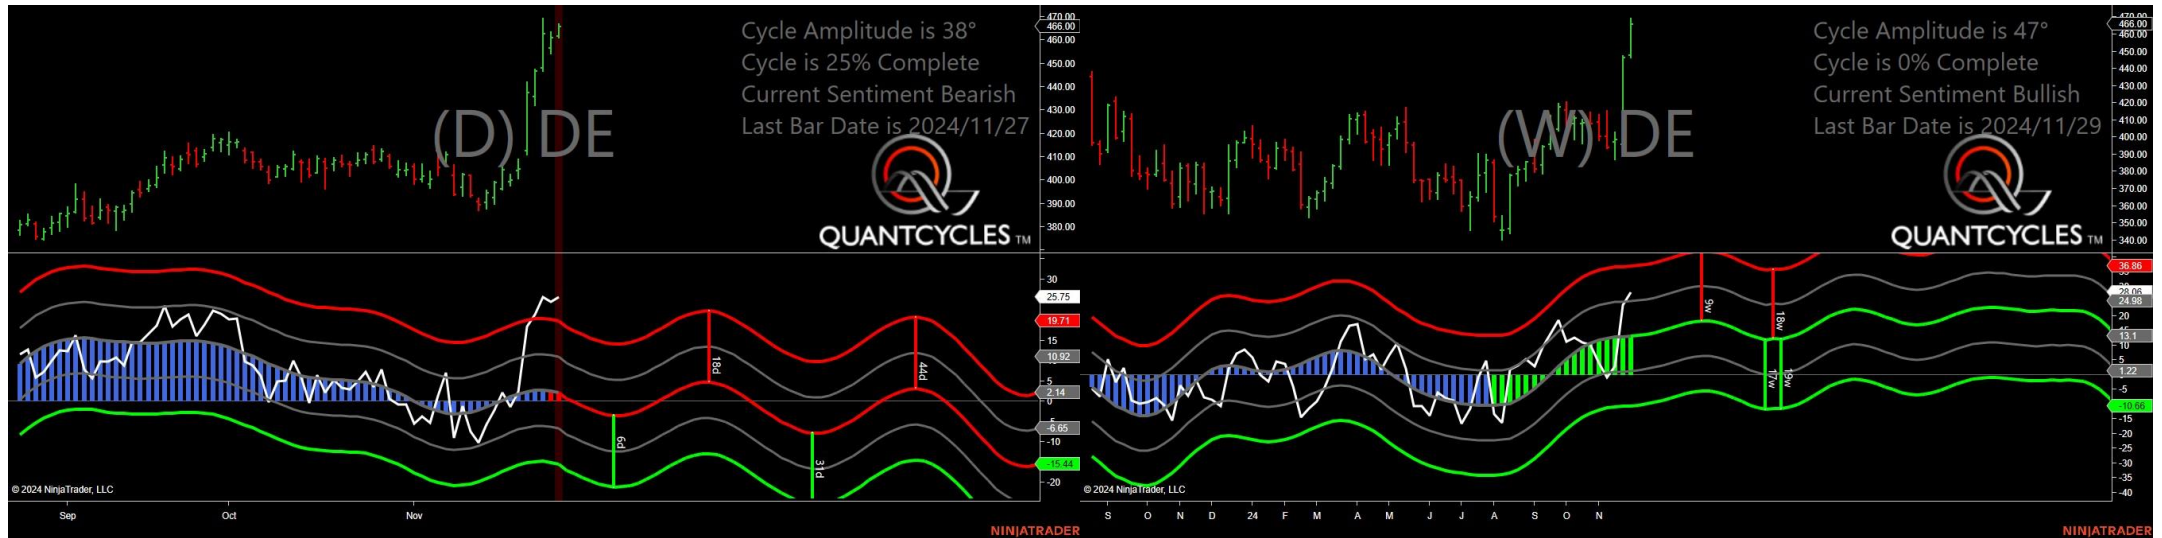 Cycle Amplitude is 38°
Cycle is 25% Complete
Current Sentiment Bearish
Last Bar Date is 2024/11/27
(D) DE
QUANTCYCLES TM
470.00
466.00
460.00
450.00
440.00
430.00
420.00
410.00
400.00
390.00
380.00
30
25.75
19.71
15
10.92
5
2.14
0
-6.65
-10
-15.44
-20
18d
44d
6d
31d
© 2024 NinjaTrader, LLC
Sep Oct Nov
NINJATRADER
Cycle Amplitude is 47°
Cycle is 0% Complete
Current Sentiment Bullish
Last Bar Date is 2024/11/29
(W) DE
QUANTCYCLES TM
470.00
466.00
460.00
450.00
440.00
430.00
420.00
410.00
400.00
390.00
380.00
370.00
360.00
350.00
340.00
36.86
28.06
24.98
20
15
13.1
10
5
1.22
-5
-10.66
-15
-20
-25
-30
-35
-40
9w
18w
17w
19w
© 2024 NinjaTrader, LLC
S O N D 24 F M A M J J A S O N
NINJATRADER